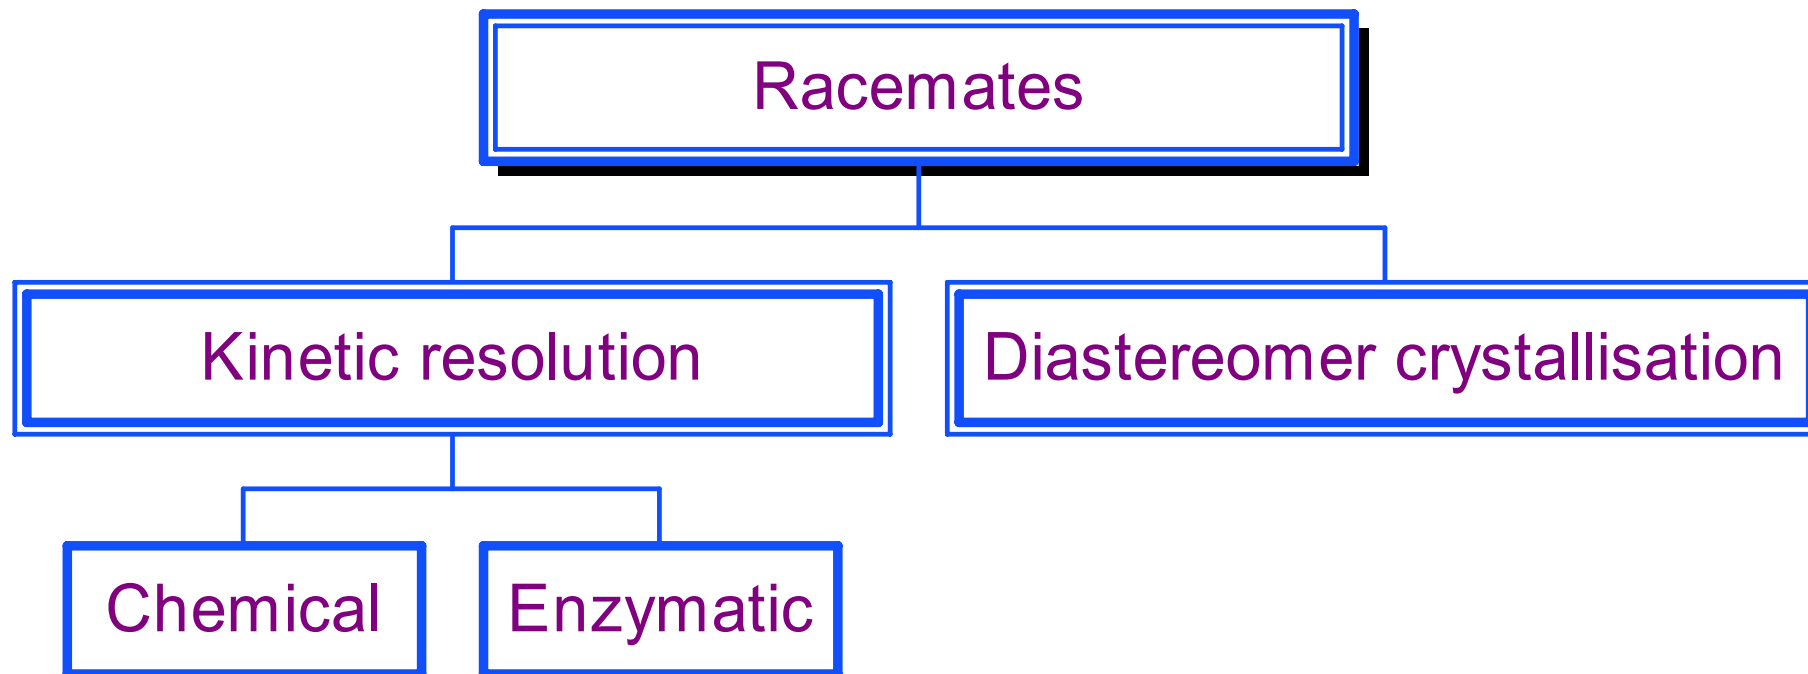 Racemates
Kinetic resolution
Diastereomer crystallisation
Chemical
Enzymatic